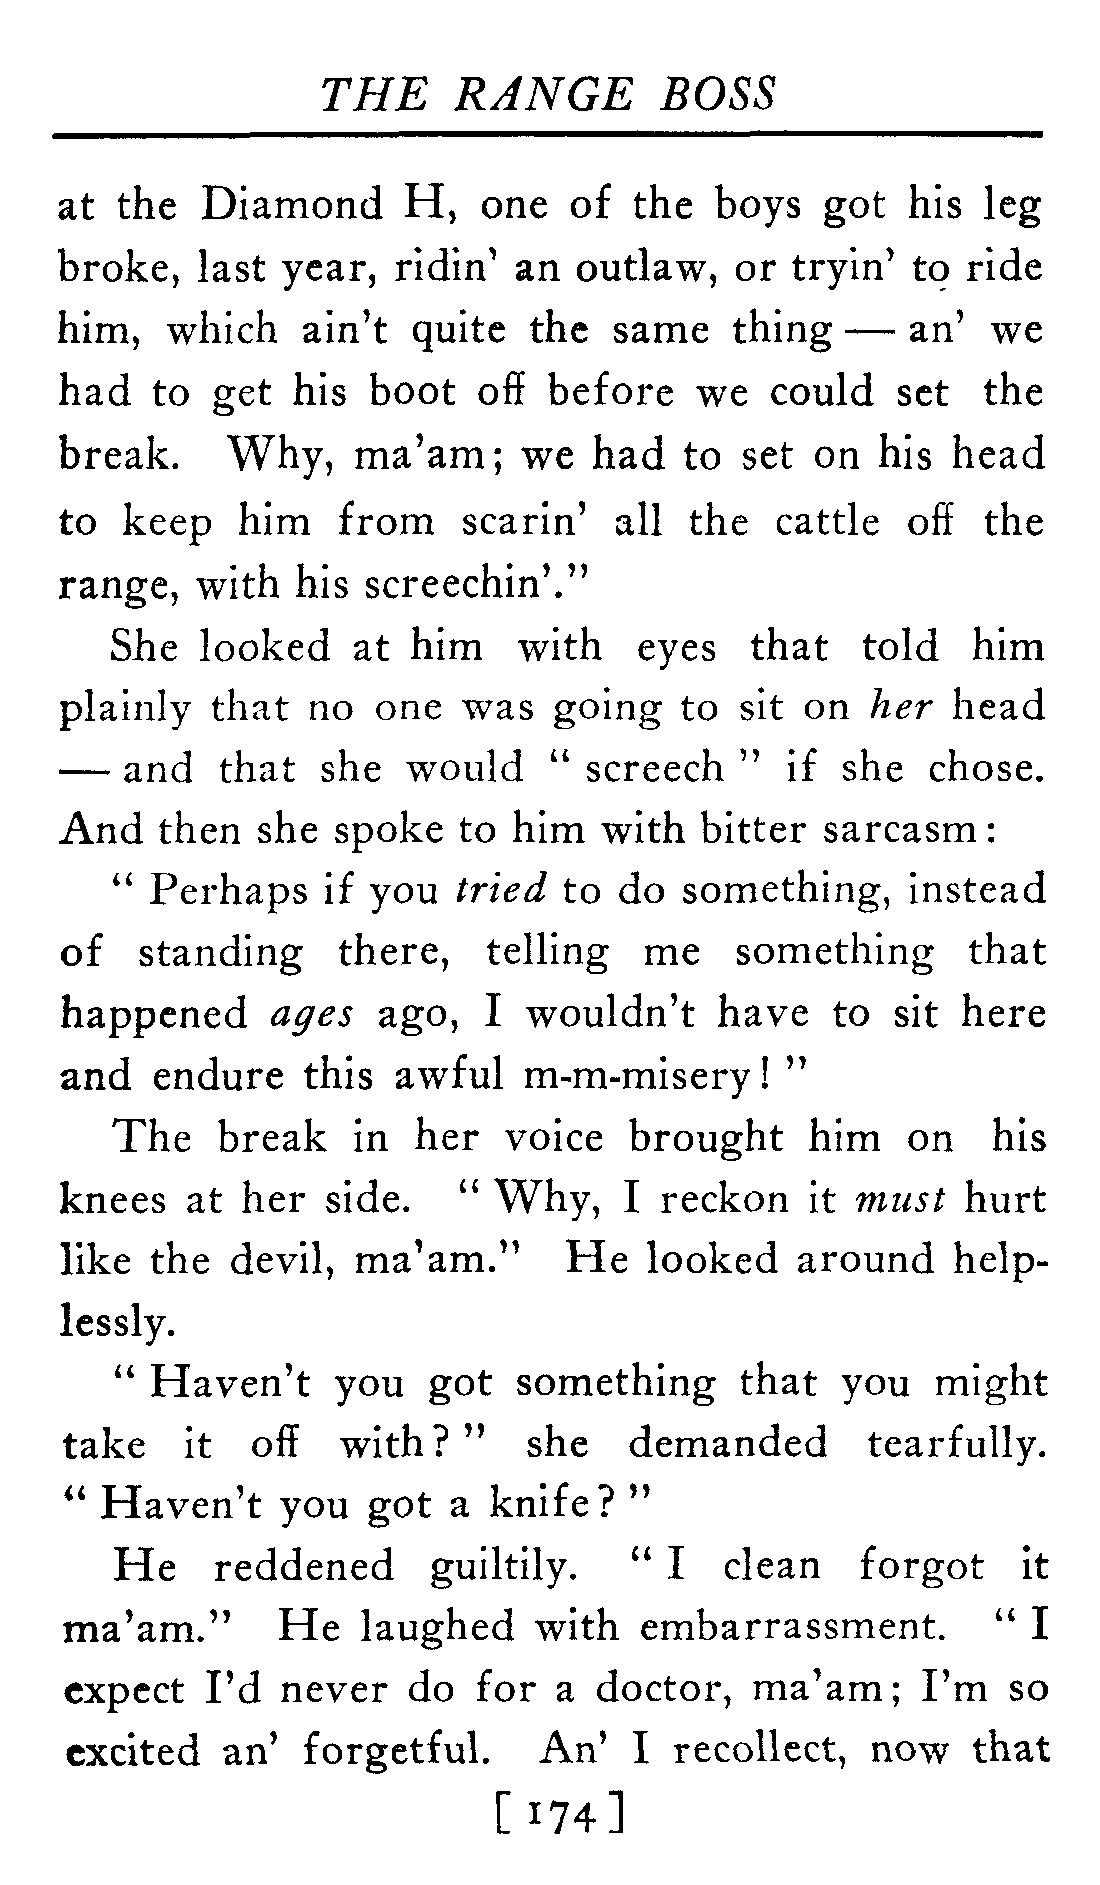 THE RANGE BOSS
at the Diamond H, one of the boys got his leg
broke, last year, ridin' an outlaw, or tryin' to ride
him, which ain't quite the same thing — an' we
had to get his boot off before we could set the
break. Why, ma'am; we had to set on his head
to keep him from scarin' all the cattle off the
range, with his screechin'."
She looked at him with eyes that told him
plainly that no one was going to sit on her head
— and that she would " screech " if she chose.
And then she spoke to him with bitter sarcasm:
" Perhaps if you tried to do something, instead
of standing there, telling me something that
happened ages ago, I wouldn't have to sit here
and endure this awful m-m-misery! "
The break in her voice brought him on his
knees at her side. " Why, I reckon it must hurt
like the devil, ma'am." He looked around help-
lessly.
" Haven't you got something that you might
take it off with? " she demanded tearfully.
" Haven't you got a knife? "
He reddened guiltily. " I clean forgot it
ma'am." He laughed with embarrassment. " I
expect I'd never do for a doctor, ma'am; I'm so
excited an' forgetful. An' I recollect, now that
[ 174 ]